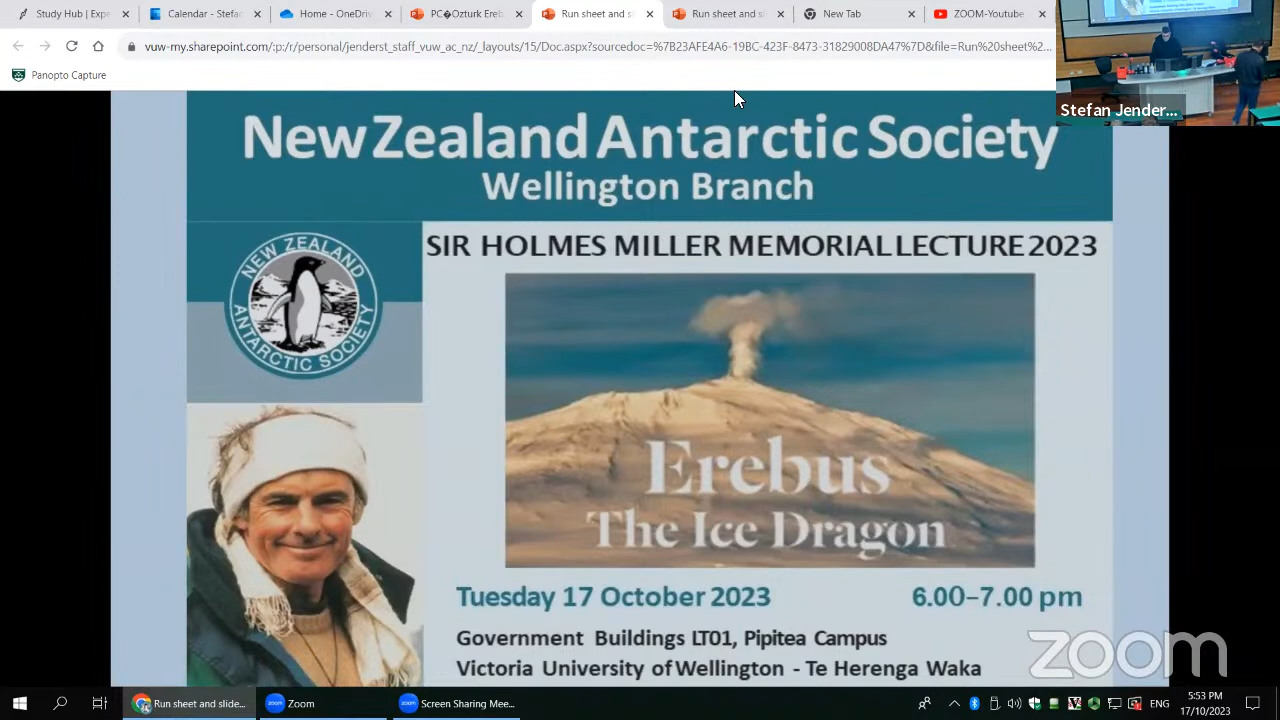 Study Hub | Exp
Calendar - Stefa
Home - OneDri
PC
Run sheet and s
Run sheet and s
New Tab
ZOOM-Youtube
vuw-my.sharepoint.com/:p:/r/personal/jenderst_staff_vuw_ac_nz/_layouts/15/Doc.aspx?sourcedoc=%7B23AFE4A6-19BC-423F-8473-31829008DA47%7D&file=Run%20sheet%2...
Panopto Capture
Stefan Jender...
New Zealand Antarctic Society
Wellington Branch
NEW ZEALAND
ANTARCTIC SOCIETY
SIR HOLMES MILLER MEMORIAL LECTURE 2023
Erebus
The Ice Dragon
Tuesday 17 October 2023 6.00–7.00 pm
Government Buildings LT01, Pipitea Campus
Victoria University of Wellington - Te Herenga Waka
zoom
Run sheet and slide...
Zoom
Screen Sharing Mee...
ENG
5:53 PM
17/10/2023